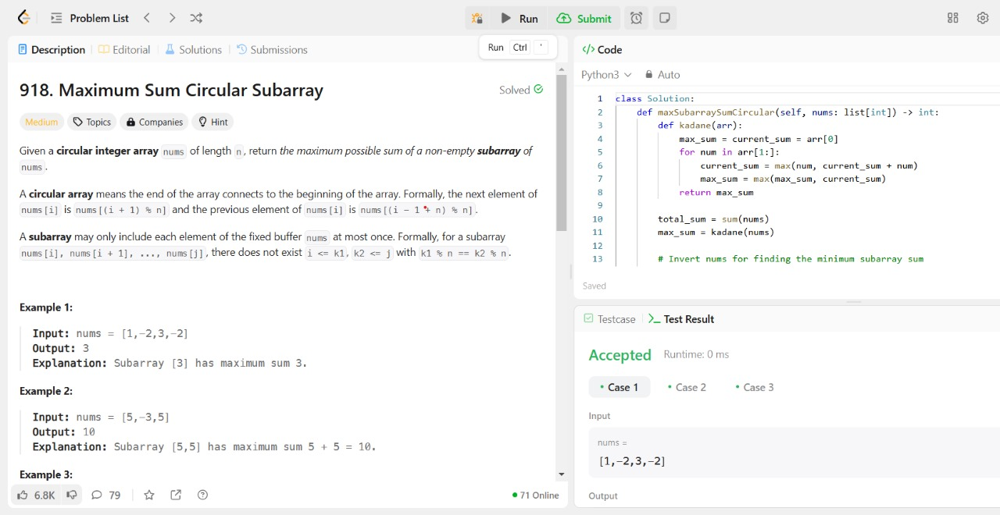 Problem List
Run
Submit
Description
Editorial
Solutions
Submissions
Run Ctrl '
918. Maximum Sum Circular Subarray
Solved
Medium
Topics
Companies
Hint
Given a circular integer array nums of length n, return the maximum possible sum of a non-empty subarray of
nums.
A circular array means the end of the array connects to the beginning of the array. Formally, the next element of
nums[i] is nums[(i + 1) % n] and the previous element of nums[i] is nums[(i - 1 + n) % n].
A subarray may only include each element of the fixed buffer nums at most once. Formally, for a subarray
nums[i], nums[i + 1], ..., nums[j], there does not exist i <= k1, k2 <= j with k1 % n == k2 % n.
Example 1:
Input: nums = [1,-2,3,-2]
Output: 3
Explanation: Subarray [3] has maximum sum 3.
Example 2:
Input: nums = [5,-3,5]
Output: 10
Explanation: Subarray [5,5] has maximum sum 5 + 5 = 10.
Example 3:
6.8K
79
71 Online
</> Code
Python3
Auto
1 class Solution:
2 def maxSubarraySumCircular(self, nums: list[int]) -> int:
3 def kadane(arr):
4 max_sum = current_sum = arr[0]
5 for num in arr[1:]:
6 current_sum = max(num, current_sum + num)
7 max_sum = max(max_sum, current_sum)
8 return max_sum
9
10 total_sum = sum(nums)
11 max_sum = kadane(nums)
12
13 # Invert nums for finding the minimum subarray sum
Saved
Testcase
>_ Test Result
Accepted Runtime: 0 ms
• Case 1 • Case 2 • Case 3
Input
nums =
[1,-2,3,-2]
Output